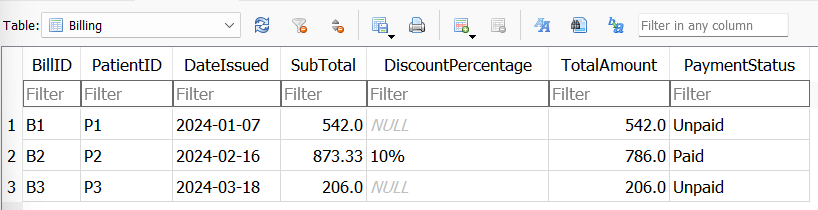 Table: Billing Filter in any column
BillID PatientID DateIssued SubTotal DiscountPercentage TotalAmount PaymentStatus
Filter Filter Filter Filter Filter Filter Filter
1 B1 P1 2024-01-07 542.0 NULL 542.0 Unpaid
2 B2 P2 2024-02-16 873.33 10% 786.0 Paid
3 B3 P3 2024-03-18 206.0 NULL 206.0 Unpaid